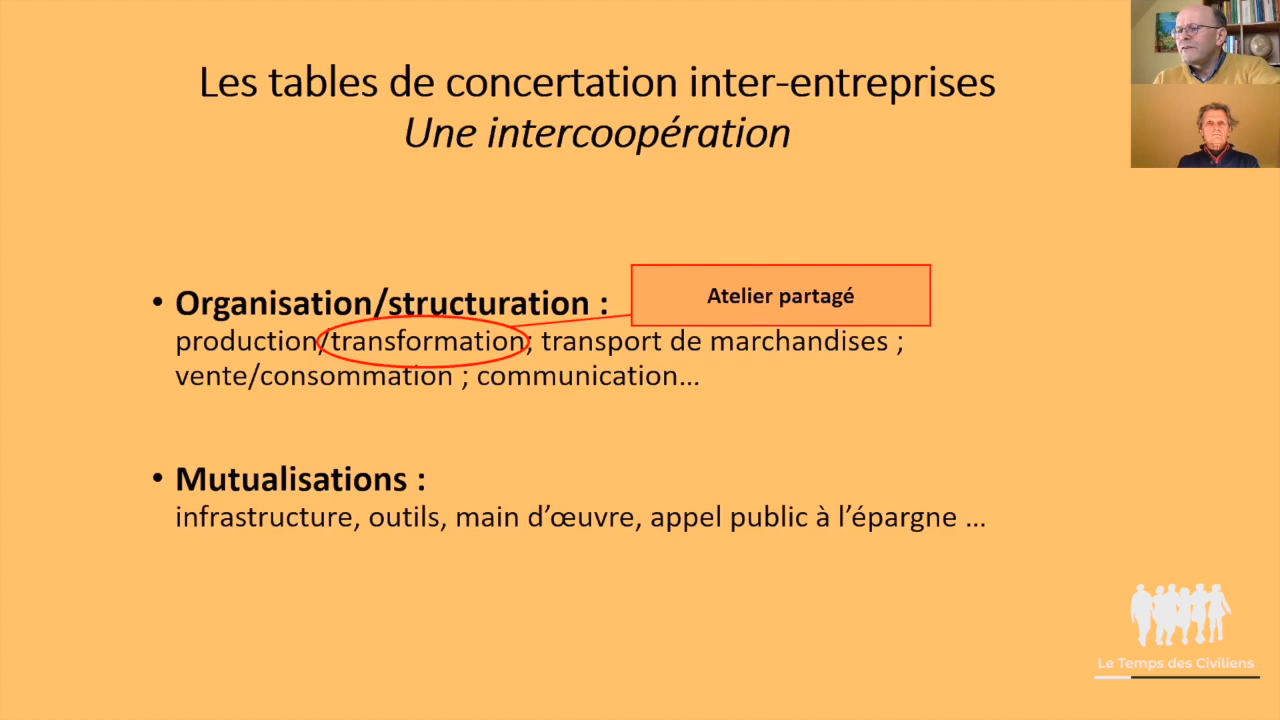 Les tables de concertation inter-entreprises
Une intercoopération
• Organisation/structuration :
Atelier partagé
production/transformation; transport de marchandises ;
vente/consommation ; communication…
• Mutualisations :
infrastructure, outils, main d’œuvre, appel public à l’épargne …
Le Temps des Civiliens